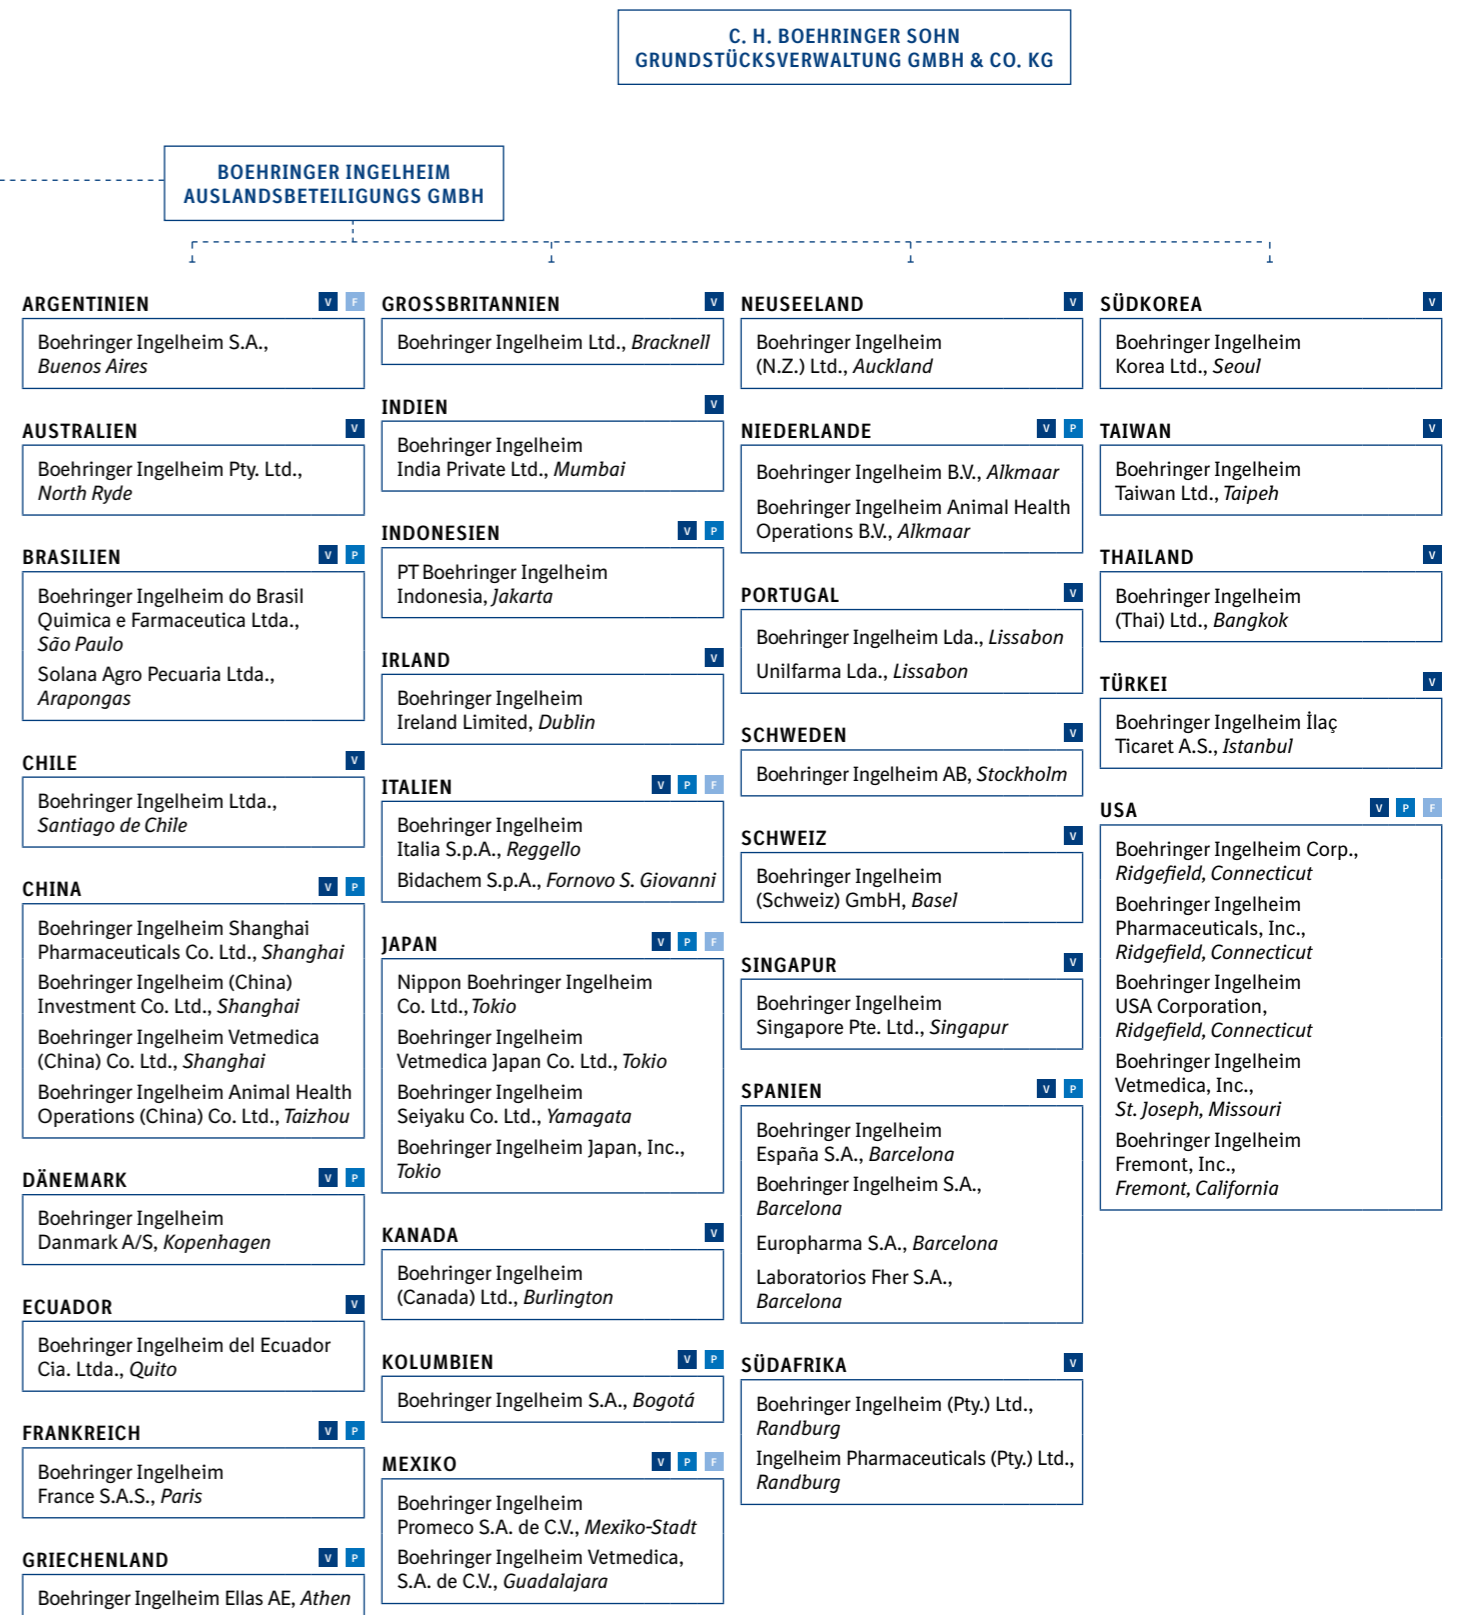 C. H. BOEHRINGER SOHN
GRUNDSTÜCKSVERWALTUNG GMBH & CO. KG
BOEHRINGER INGELHEIM
AUSLANDSBETEILIGUNGS GMBH
ARGENTINIEN V F
Boehringer Ingelheim S.A.,
Buenos Aires
AUSTRALIEN V
Boehringer Ingelheim Pty. Ltd.,
North Ryde
BRASILIEN V P
Boehringer Ingelheim do Brasil
Quimica e Farmaceutica Ltda.,
São Paulo
Solana Agro Pecuaria Ltda.,
Arapongas
CHILE V
Boehringer Ingelheim Ltda.,
Santiago de Chile
CHINA V P
Boehringer Ingelheim Shanghai
Pharmaceuticals Co. Ltd., Shanghai
Boehringer Ingelheim (China)
Investment Co. Ltd., Shanghai
Boehringer Ingelheim Vetmedica
(China) Co. Ltd., Shanghai
Boehringer Ingelheim Animal Health
Operations (China) Co. Ltd., Taizhou
DÄNEMARK V P
Boehringer Ingelheim
Danmark A/S, Kopenhagen
ECUADOR V
Boehringer Ingelheim del Ecuador
Cia. Ltda., Quito
FRANKREICH V P
Boehringer Ingelheim
France S.A.S., Paris
GRIECHENLAND V P
Boehringer Ingelheim Ellas AE, Athen
GROSSBRITANNIEN V
Boehringer Ingelheim Ltd., Bracknell
INDIEN V
Boehringer Ingelheim
India Private Ltd., Mumbai
INDONESIEN V P
PT Boehringer Ingelheim
Indonesia, Jakarta
IRLAND V
Boehringer Ingelheim
Ireland Limited, Dublin
ITALIEN V P F
Boehringer Ingelheim
Italia S.p.A., Reggello
Bidachem S.p.A., Fornovo S. Giovanni
JAPAN V P F
Nippon Boehringer Ingelheim
Co. Ltd., Tokio
Boehringer Ingelheim
Vetmedica Japan Co. Ltd., Tokio
Boehringer Ingelheim
Seiyaku Co. Ltd., Yamagata
Boehringer Ingelheim Japan, Inc.,
Tokio
KANADA V
Boehringer Ingelheim
(Canada) Ltd., Burlington
KOLUMBIEN V P
Boehringer Ingelheim S.A., Bogotá
MEXIKO V P F
Boehringer Ingelheim
Promeco S.A. de C.V., Mexiko-Stadt
Boehringer Ingelheim Vetmedica,
S.A. de C.V., Guadalajara
NEUSEELAND V
Boehringer Ingelheim
(N.Z.) Ltd., Auckland
NIEDERLANDE V P
Boehringer Ingelheim B.V., Alkmaar
Boehringer Ingelheim Animal Health
Operations B.V., Alkmaar
PORTUGAL V
Boehringer Ingelheim Lda., Lissabon
Unilfarma Lda., Lissabon
SCHWEDEN V
Boehringer Ingelheim AB, Stockholm
SCHWEIZ V
Boehringer Ingelheim
(Schweiz) GmbH, Basel
SINGAPUR V
Boehringer Ingelheim
Singapore Pte. Ltd., Singapur
SPANIEN V P
Boehringer Ingelheim
España S.A., Barcelona
Boehringer Ingelheim S.A.,
Barcelona
Europharma S.A., Barcelona
Laboratorios Fher S.A.,
Barcelona
SÜDAFRIKA V
Boehringer Ingelheim (Pty.) Ltd.,
Randburg
Ingelheim Pharmaceuticals (Pty.) Ltd.,
Randburg
SÜDKOREA V
Boehringer Ingelheim
Korea Ltd., Seoul
TAIWAN V
Boehringer Ingelheim
Taiwan Ltd., Taipeh
THAILAND V
Boehringer Ingelheim
(Thai) Ltd., Bangkok
TÜRKEI V
Boehringer Ingelheim İlaç
Ticaret A.S., Istanbul
USA V P F
Boehringer Ingelheim Corp.,
Ridgefield, Connecticut
Boehringer Ingelheim
Pharmaceuticals, Inc.,
Ridgefield, Connecticut
Boehringer Ingelheim
USA Corporation,
Ridgefield, Connecticut
Boehringer Ingelheim
Vetmedica, Inc.,
St. Joseph, Missouri
Boehringer Ingelheim
Fremont, Inc.,
Fremont, California